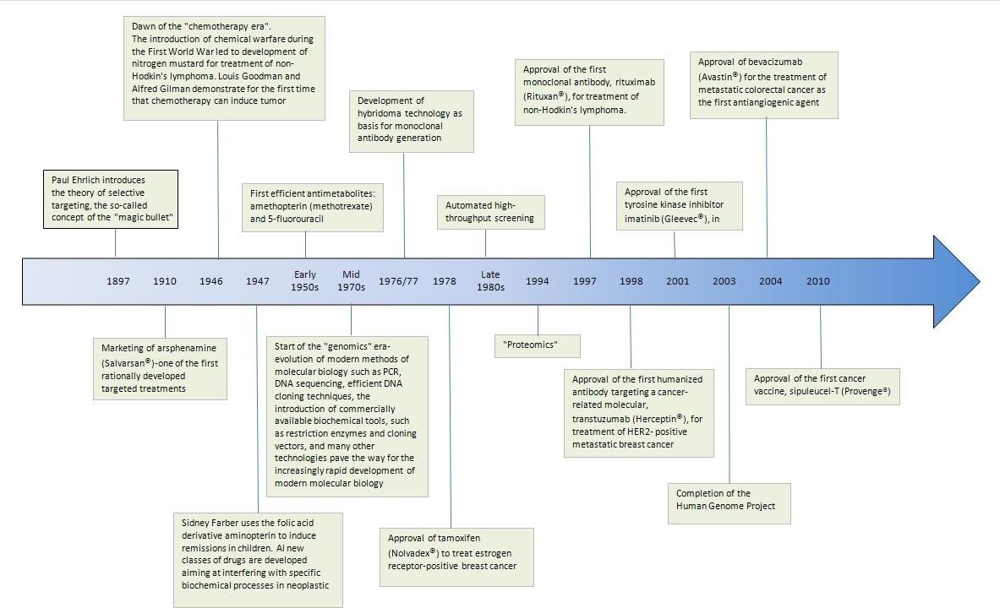 Dawn of the "chemotherapy era".
The introduction of chemical warfare during
the First World War led to development of
nitrogen mustard for treatment of non-
Hodkin's lymphoma. Louis Goodman and
Alfred Gilman demonstrate for the first time
that chemotherapy can induce tumor
Development of
hybridoma technology as
basis for monoclonal
antibody generation
Approval of the first
monoclonal antibody, rituximab
(Rituxan®), for treatment of
non-Hodkin's lymphoma.
Approval of bevacizumab
(Avastin®) for the treatment of
metastatic colorectal cancer as
the first antiangiogenic agent
Paul Ehrlich introduces
the theory of selective
targeting, the so-called
concept of the "magic bullet"
First efficient antimetabolites:
amethopterin (methotrexate)
and 5-fluorouracil
Automated high-
throughput screening
Approval of the first
tyrosine kinase inhibitor
imatinib (Gleevec®), in
1897 1910 1946 1947 Early 1950s Mid 1970s 1976/77 1978 Late 1980s 1994 1997 1998 2001 2003 2004 2010
Marketing of arsphenamine
(Salvarsan®)-one of the first
rationally developed
targeted treatments
Start of the "genomics" era-
evolution of modern methods of
molecular biology such as PCR,
DNA sequencing, efficient DNA
cloning techniques, the
introduction of commercially
available biochemical tools, such
as restriction enzymes and cloning
vectors, and many other
technologies pave the way for the
increasingly rapid development of
modern molecular biology
"Proteomics"
Approval of the first humanized
antibody targeting a cancer-
related molecular,
transtuzumab (Herceptin®), for
treatment of HER2- positive
metastatic breast cancer
Approval of the first cancer
vaccine, sipuleucel-T (Provenge®)
Completion of the
Human Genome Project
Sidney Farber uses the folic acid
derivative aminopterin to induce
remissions in children. Al new
classes of drugs are developed
aiming at interfering with specific
biochemical processes in neoplastic
Approval of tamoxifen
(Nolvadex®) to treat estrogen
receptor-positive breast cancer